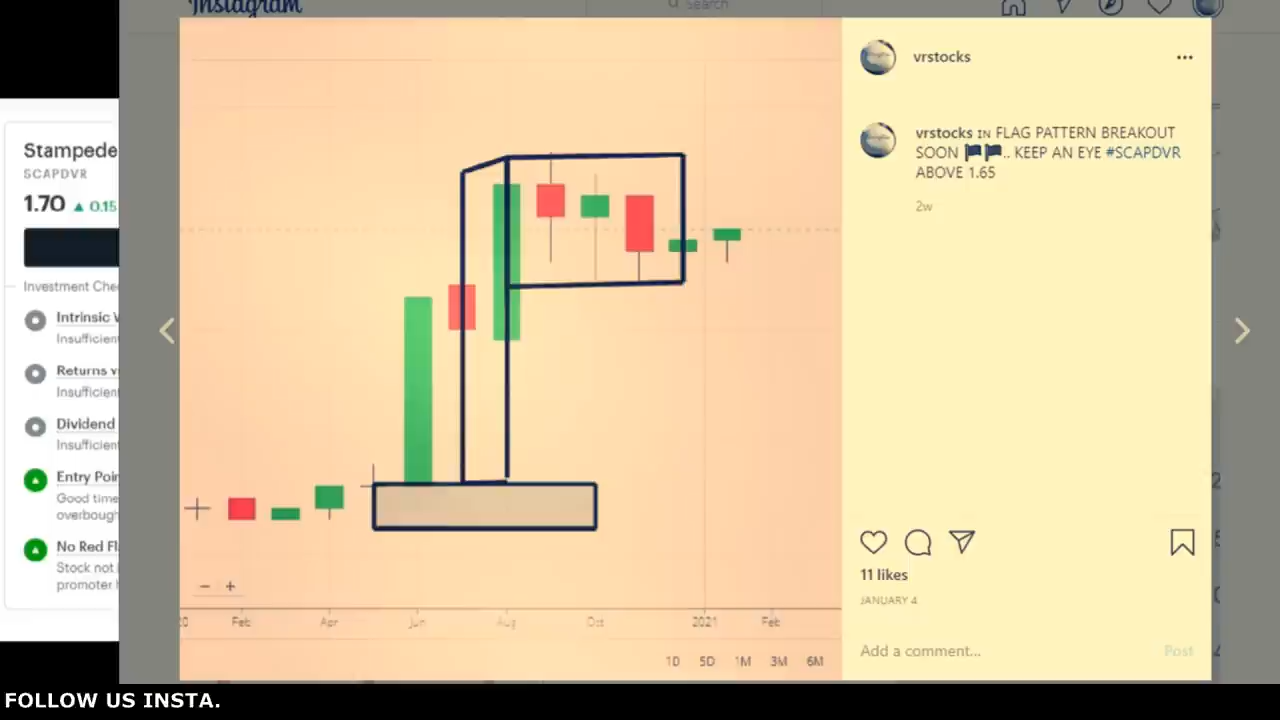 Instagram
Search
Stampede
SCAPDVR
1.70 ▲ 0.15
Investment Che
Intrinsic V
Insufficien
Returns v
Insufficien
Dividend
Insufficien
Entry Poin
Good time
overbough
No Red Fl
Stock not i
promoter h
− +
20 Feb Apr Jun Aug Oct 2021 Feb
1D 5D 1M 3M 6M
vrstocks
vrstocks IN FLAG PATTERN BREAKOUT
SOON .. KEEP AN EYE #SCAPDVR
ABOVE 1.65
2w
11 likes
JANUARY 4
Add a comment... Post
FOLLOW US INSTA.